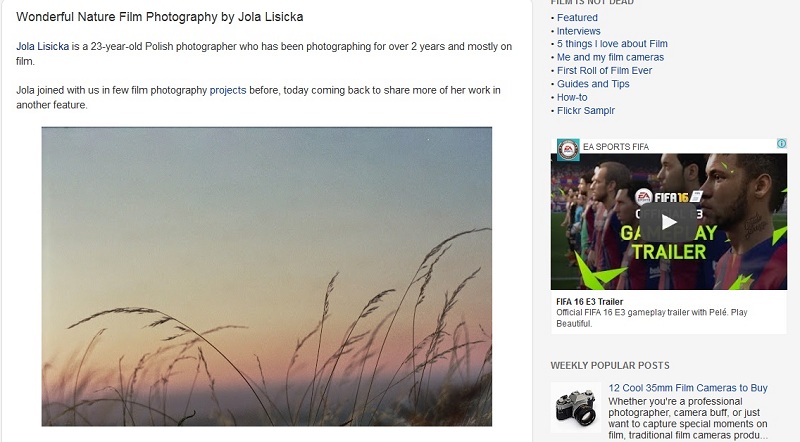 Wonderful Nature Film Photography by Jola Lisicka
Jola Lisicka is a 23-year-old Polish photographer who has been photographing for over 2 years and mostly on
film.
Jola joined with us in few film photography projects before, today coming back to share more of her work in
another feature.
FILM IS NOT DEAD
• Featured
• Interviews
• 5 things I love about Film
• Me and my film cameras
• First Roll of Film Ever
• Guides and Tips
• How-to
• Flickr Samplr
EA SPORTS FIFA
FIFA 16
GAMEPLAY
TRAILER
FIFA 16 E3 Trailer
Official FIFA 16 E3 gameplay trailer with Pelé. Play
Beautiful.
WEEKLY POPULAR POSTS
12 Cool 35mm Film Cameras to Buy
Whether you're a professional
photographer, camera buff, or just
want to capture special moments on
film, traditional film cameras produ...